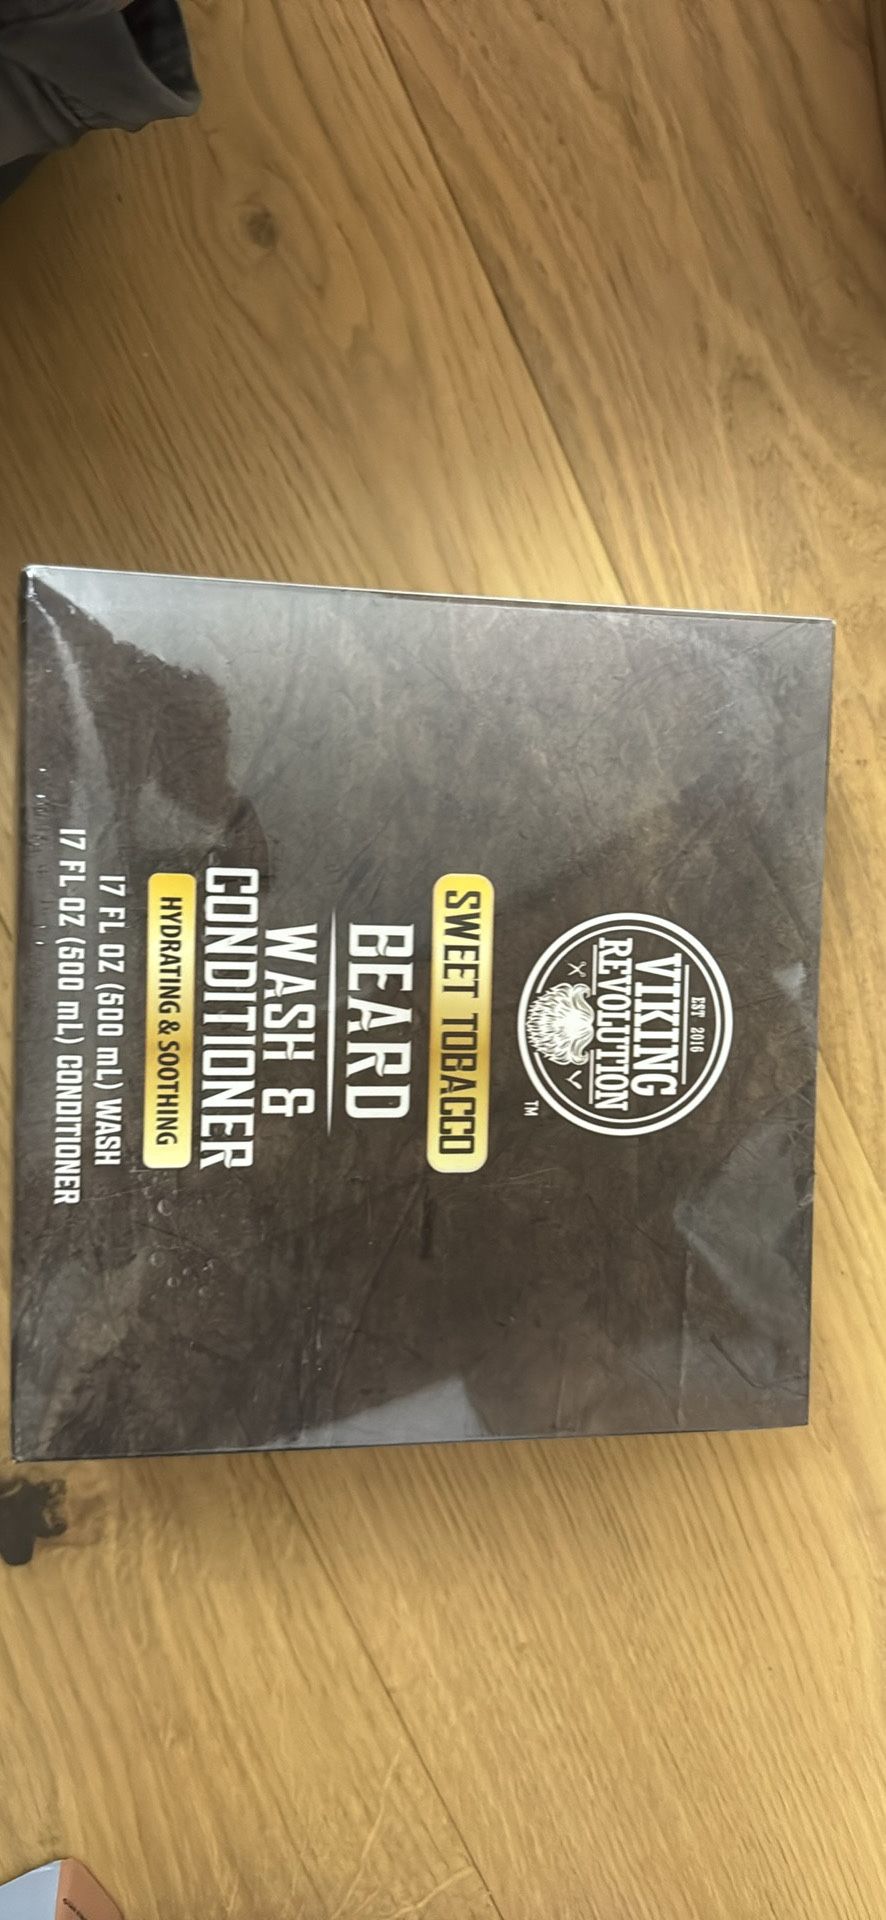 EST 2016
VIKING
REVOLUTION
TM
SWEET TOBACCO
BEARD
WASH &
CONDITIONER
HYDRATING & SOOTHING
17 FL OZ (500 mL) WASH
17 FL OZ (500 mL) CONDITIONER